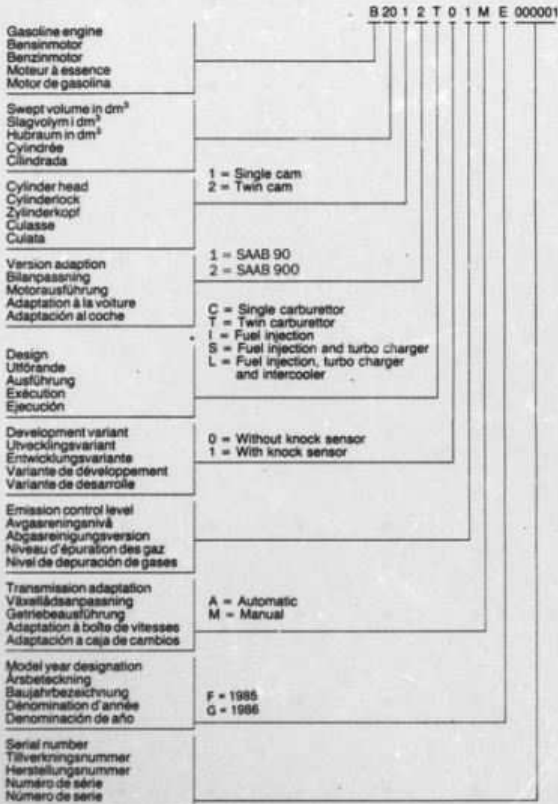 B 20 1 2 T 0 1 M E 000001
Gasoline engine
Bensinmotor
Benzinmotor
Moteur à essence
Motor de gasolina
Swept volume in dm³
Slagvolym i dm³
Hubraum in dm³
Cylindrée
Cilindrada
Cylinder head
Cylinderlock
Zylinderkopf
Culasse
Culata
1 = Single cam
2 = Twin cam
Version adaption
Bilanpassning
Motorausführung
Adaptation à la voiture
Adaptación al coche
1 = SAAB 90
2 = SAAB 900
Design
Utförande
Ausführung
Exécution
Ejecución
C = Single carburettor
T = Twin carburettor
I = Fuel injection
S = Fuel injection and turbo charger
L = Fuel injection, turbo charger
and intercooler
Development variant
Utvecklingsvariant
Entwicklungsvariante
Variante de développement
Variante de desarrolle
0 = Without knock sensor
1 = With knock sensor
Emission control level
Avgasreningsnivå
Abgasreinigungsversion
Niveau d'épuration des gaz
Nivel de depuración de gases
Transmission adaptation
Växellådsanpassning
Getriebeausführung
Adaptation à boîte de vitesses
Adaptación a caja de cambios
A = Automatic
M = Manual
Model year designation
Årsbeteckning
Baujahrbezeichnung
Dénomination d'année
Denominación de año
F = 1985
G = 1986
Serial number
Tillverkningsnummer
Herstellungsnummer
Numéro de série
Número de serie